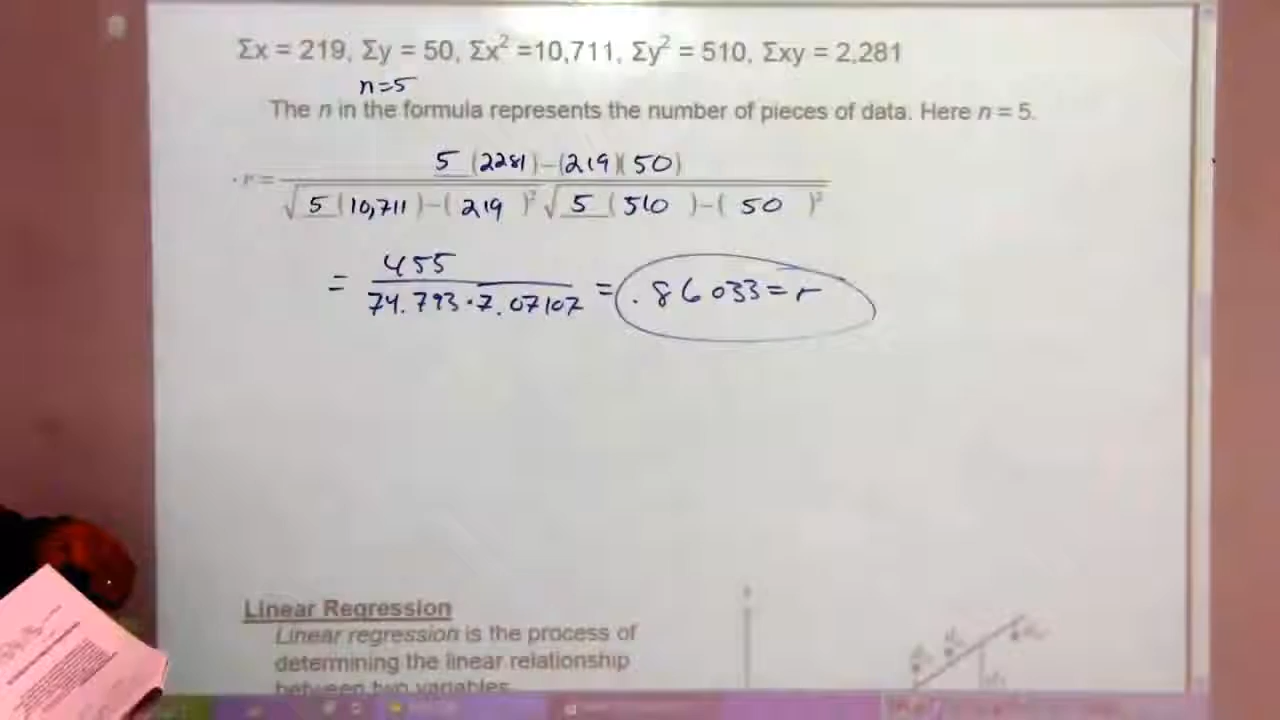 Σx = 219, Σy = 50, Σx² =10,711, Σy² = 510, Σxy = 2,281
n=5
The n in the formula represents the number of pieces of data. Here n = 5.
5 (2281)-(219)(50)
r =
√5 (10,711)-(219)² √5 (510)-(50)²
455
= = .86033=r
74.793·7.07107
Linear Regression
Linear regression is the process of
determining the linear relationship
between two variables